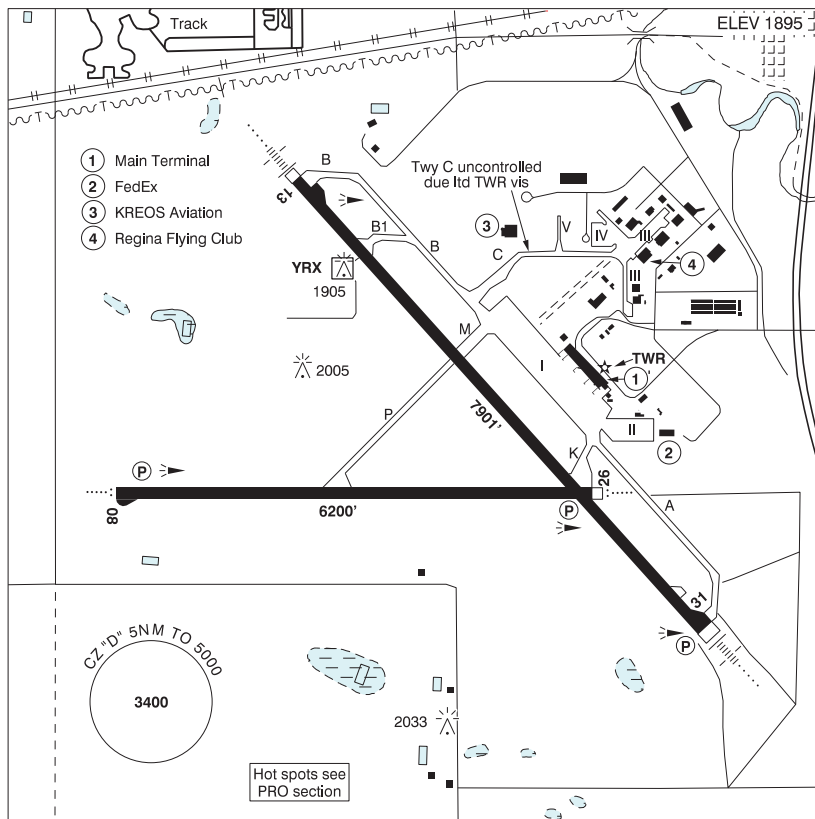 Track
ELEV 1895
1 Main Terminal
2 FedEx
3 KREOS Aviation
4 Regina Flying Club
Twy C uncontrolled
due ltd TWR vis
13
B
B1
B
YRX
1905
C
V
3
IV
III
4
III
M
2005
TWR
I
1
P
7901'
K
II
2
P
08
6200'
26
P
A
31
P
CZ "D" 5NM TO 5000
3400
2033
Hot spots see
PRO section